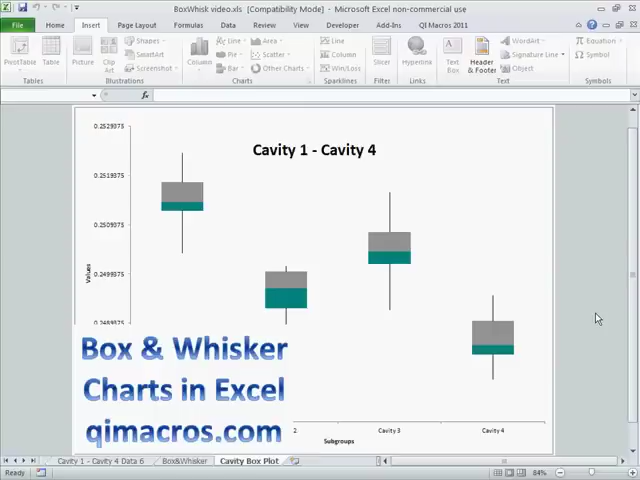 BoxWhisk video.xls [Compatibility Mode] - Microsoft Excel non-commercial use
File Home Insert Page Layout Formulas Data Review View Developer Add-Ins QI Macros 2011
PivotTable Table Picture Clip Art Shapes SmartArt Screenshot Column Line Pie Bar Area Scatter Other Charts Line Column Win/Loss Slicer Hyperlink Text Box Header & Footer WordArt Signature Line Object Equation Symbol
Tables Illustrations Charts Sparklines Filter Links Text Symbols
fx
Cavity 1 - Cavity 4
0.2529375
0.2519375
0.2509375
0.2499375
0.2489375
Values
Box & Whisker
Charts in Excel
qimacros.com
2 Cavity 3 Cavity 4
Subgroups
Cavity 1 - Cavity 4 Data 6 Box&Whisker Cavity Box Plot
Ready 84%